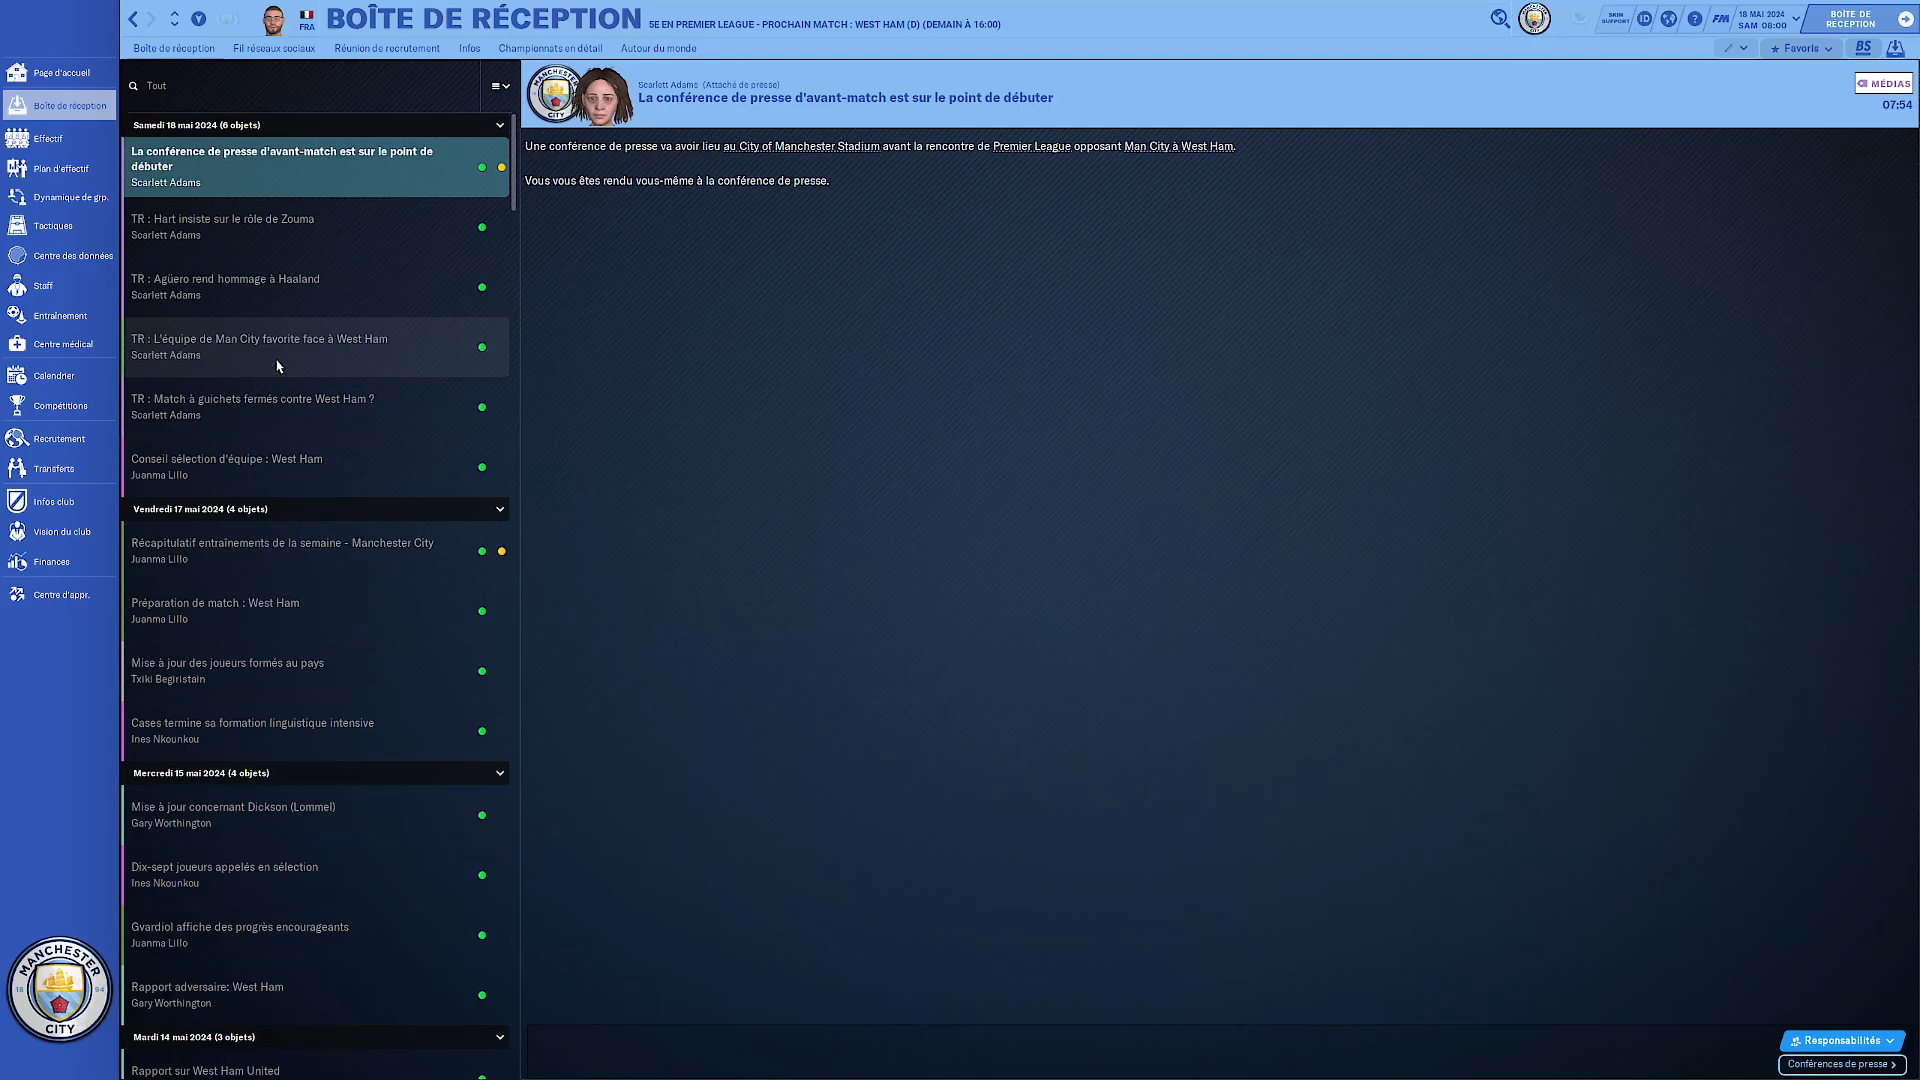 FRA
BOÎTE DE RÉCEPTION
5E EN PREMIER LEAGUE - PROCHAIN MATCH : WEST HAM (D) (DEMAIN À 16:00)
SKIN SUPPORT
ID
FM
18 MAI 2024
SAM 08:00
BOÎTE DE RÉCEPTION
Boîte de réception
Fil réseaux sociaux
Réunion de recrutement
Infos
Championnats en détail
Autour du monde
Favoris
BS
Page d'accueil
Boîte de réception
Effectif
Plan d'effectif
Dynamique de grp.
Tactiques
Centre des données
Staff
Entraînement
Centre médical
Calendrier
Compétitions
Recrutement
Transferts
Infos club
Vision du club
Finances
Centre d'appr.
MANCHESTER
18 94
CITY
Tout
Samedi 18 mai 2024 (6 objets)
La conférence de presse d'avant-match est sur le point de
débuter
Scarlett Adams
TR : Hart insiste sur le rôle de Zouma
Scarlett Adams
TR : Agüero rend hommage à Haaland
Scarlett Adams
TR : L'équipe de Man City favorite face à West Ham
Scarlett Adams
TR : Match à guichets fermés contre West Ham ?
Scarlett Adams
Conseil sélection d'équipe : West Ham
Juanma Lillo
Vendredi 17 mai 2024 (4 objets)
Récapitulatif entraînements de la semaine - Manchester City
Juanma Lillo
Préparation de match : West Ham
Juanma Lillo
Mise à jour des joueurs formés au pays
Txiki Begiristain
Cases termine sa formation linguistique intensive
Ines Nkounkou
Mercredi 15 mai 2024 (4 objets)
Mise à jour concernant Dickson (Lommel)
Gary Worthington
Dix-sept joueurs appelés en sélection
Ines Nkounkou
Gvardiol affiche des progrès encourageants
Juanma Lillo
Rapport adversaire: West Ham
Gary Worthington
Mardi 14 mai 2024 (3 objets)
Rapport sur West Ham United
MANCHESTER
CITY
Scarlett Adams (Attaché de presse)
La conférence de presse d'avant-match est sur le point de débuter
MÉDIAS
07:54
Une conférence de presse va avoir lieu au City of Manchester Stadium avant la rencontre de Premier League opposant Man City à West Ham.
Vous vous êtes rendu vous-même à la conférence de presse.
Responsabilités
Conférences de presse